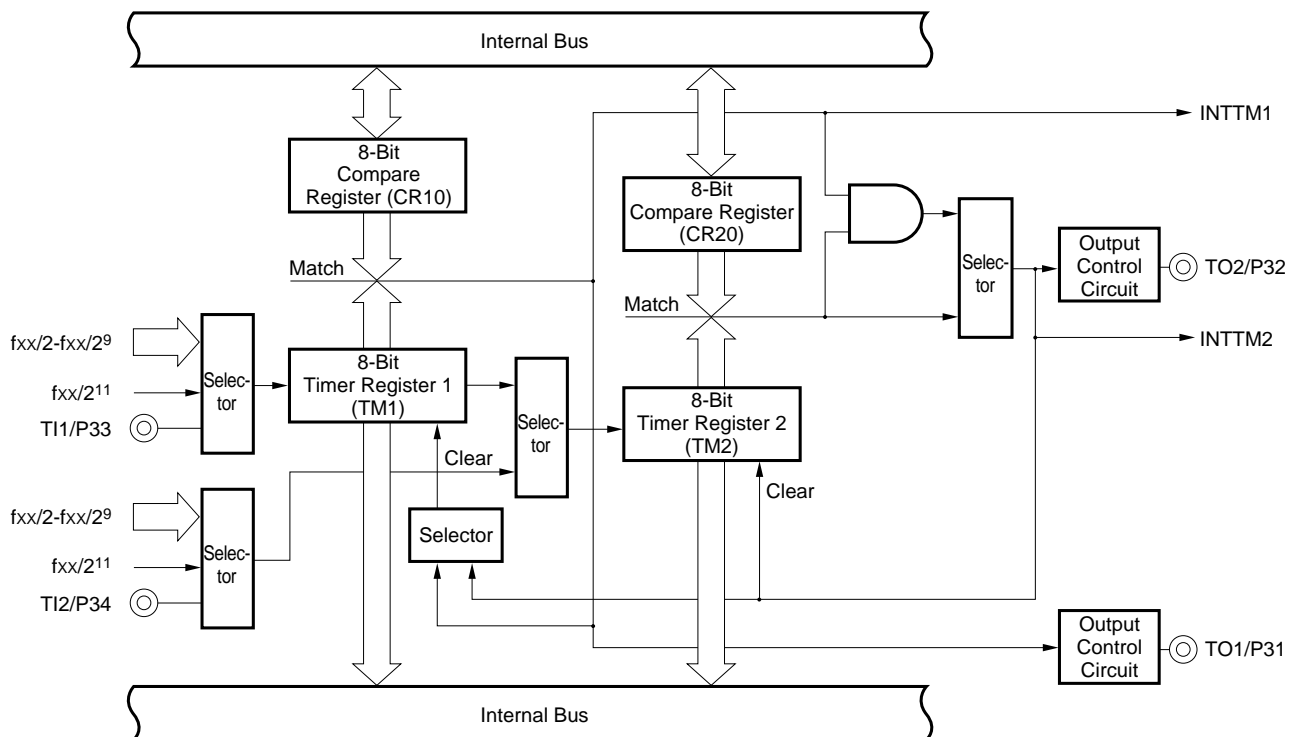 Internal Bus
INTTM1
8-Bit
Compare
Register (CR10)
8-Bit
Compare Register
(CR20)
Selec-
tor
Output
Control
Circuit
TO2/P32
Match
Match
INTTM2
fxx/2-fxx/2⁹
fxx/2¹¹
TI1/P33
Selec-
tor
8-Bit
Timer Register 1
(TM1)
Selec-
tor
8-Bit
Timer Register 2
(TM2)
Clear
Clear
fxx/2-fxx/2⁹
fxx/2¹¹
TI2/P34
Selec-
tor
Selector
Output
Control
Circuit
TO1/P31
Internal Bus